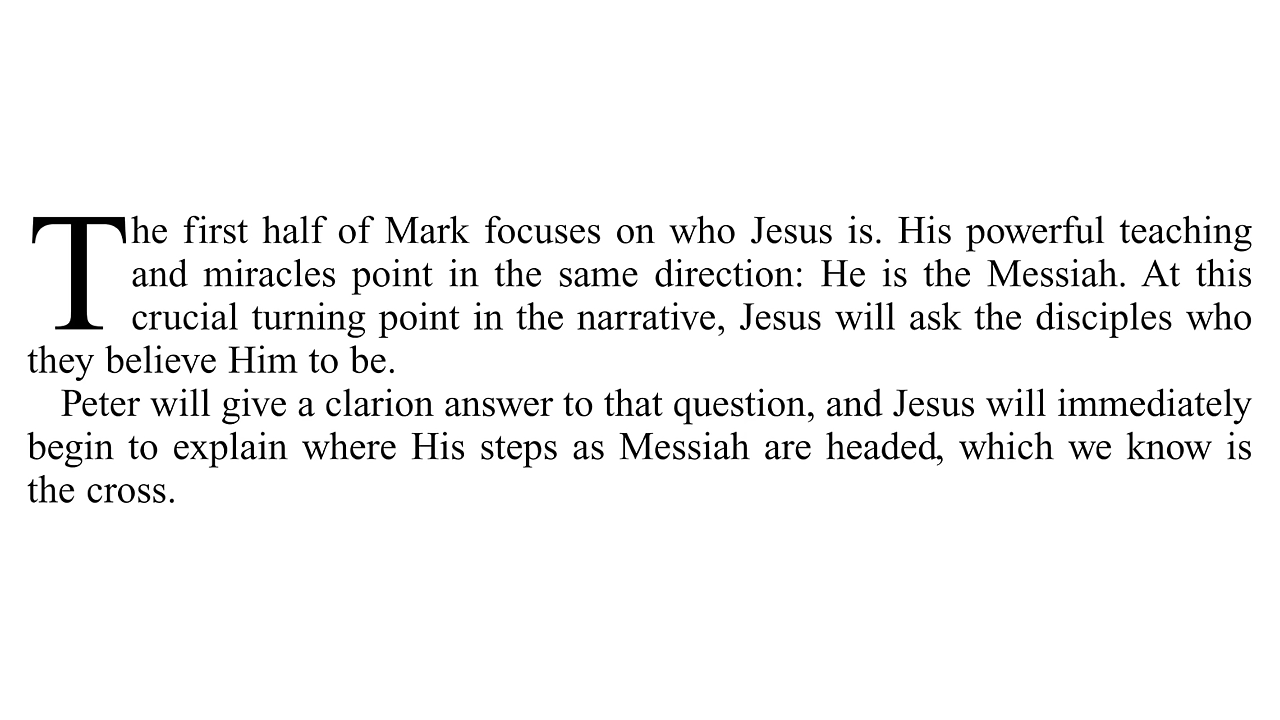 The first half of Mark focuses on who Jesus is. His powerful teaching
and miracles point in the same direction: He is the Messiah. At this
crucial turning point in the narrative, Jesus will ask the disciples who
they believe Him to be.
Peter will give a clarion answer to that question, and Jesus will immediately
begin to explain where His steps as Messiah are headed, which we know is
the cross.